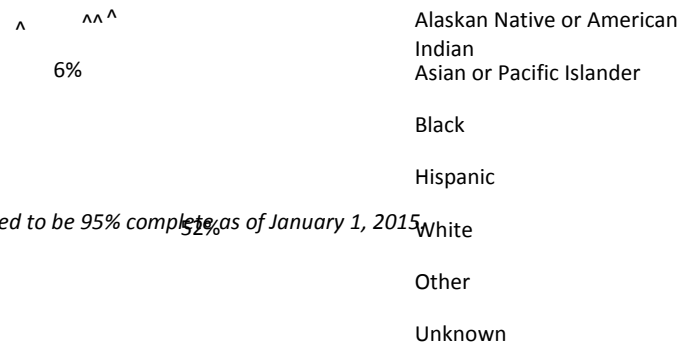 ^ ^^ ^
6%
ed to be 95% complete as of January 1, 2015.
52%
Alaskan Native or American
Indian
Asian or Pacific Islander
Black
Hispanic
White
Other
Unknown